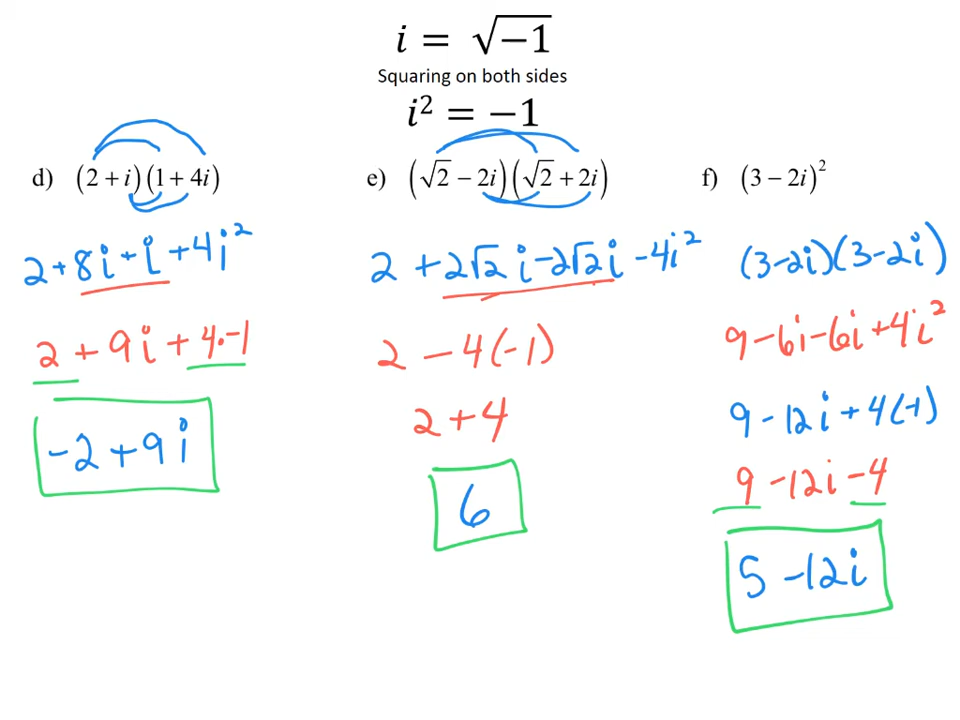 i = √−1
Squaring on both sides
i² = −1
d) (2 + i)(1 + 4i)
2 + 8i + i + 4i²
2 + 9i + 4·-1
-2 + 9i
e) (√2 − 2i)(√2 + 2i)
2 + 2√2 i - 2√2 i - 4i²
2 - 4(-1)
2 + 4
6
f) (3 − 2i)²
(3-2i)(3-2i)
9 - 6i - 6i + 4i²
9 - 12i + 4(-1)
9 - 12i - 4
5 - 12i